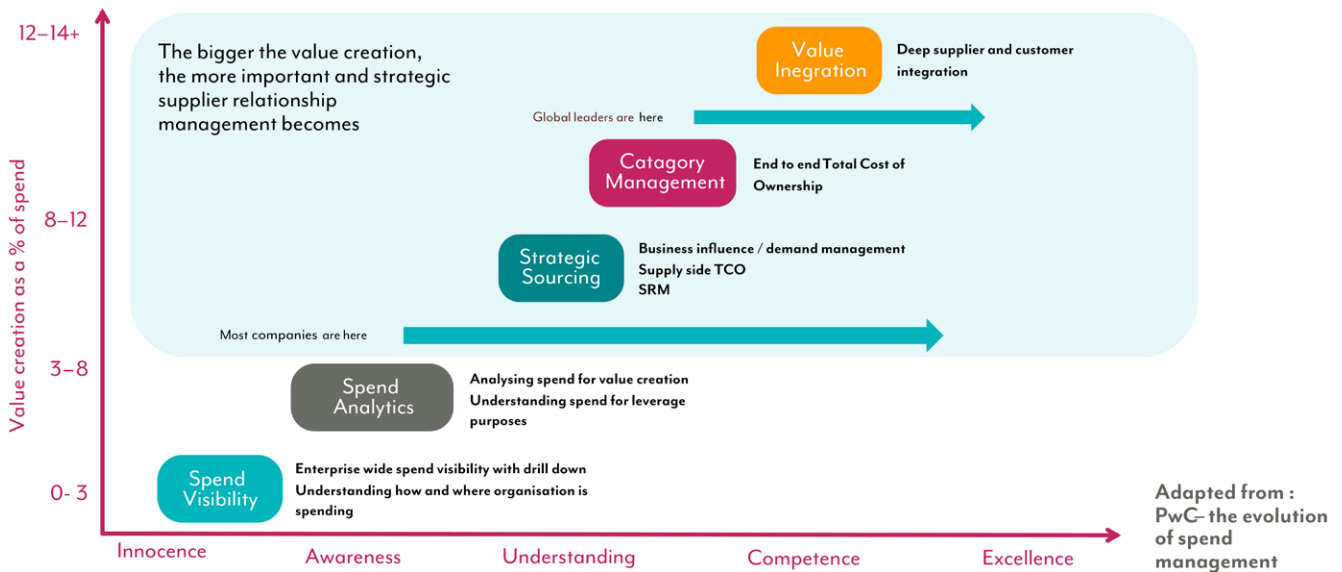 12–14+
The bigger the value creation,
the more important and strategic
supplier relationship
management becomes
Value
Inegration
Deep supplier and customer
integration
Global leaders are here
Catagory
Management
End to end Total Cost of
Ownership
8–12
Strategic
Sourcing
Business influence / demand management
Supply side TCO
SRM
Most companies are here
3–8
Spend
Analytics
Analysing spend for value creation
Understanding spend for leverage
purposes
0- 3
Spend
Visibility
Enterprise wide spend visibility with drill down
Understanding how and where organisation is
spending
Value creation as a % of spend
Innocence
Awareness
Understanding
Competence
Excellence
Adapted from :
PwC– the evolution
of spend
management